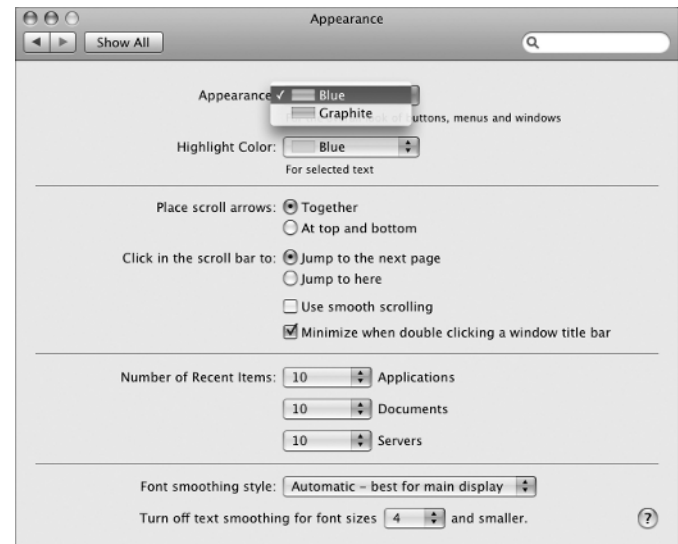 Appearance
Show All
Appearance ✓ Blue
Graphite
uttons, menus and windows
Highlight Color: Blue
For selected text
Place scroll arrows: Together
At top and bottom
Click in the scroll bar to: Jump to the next page
Jump to here
Use smooth scrolling
Minimize when double clicking a window title bar
Number of Recent Items: 10 Applications
10 Documents
10 Servers
Font smoothing style: Automatic – best for main display
Turn off text smoothing for font sizes 4 and smaller. ?